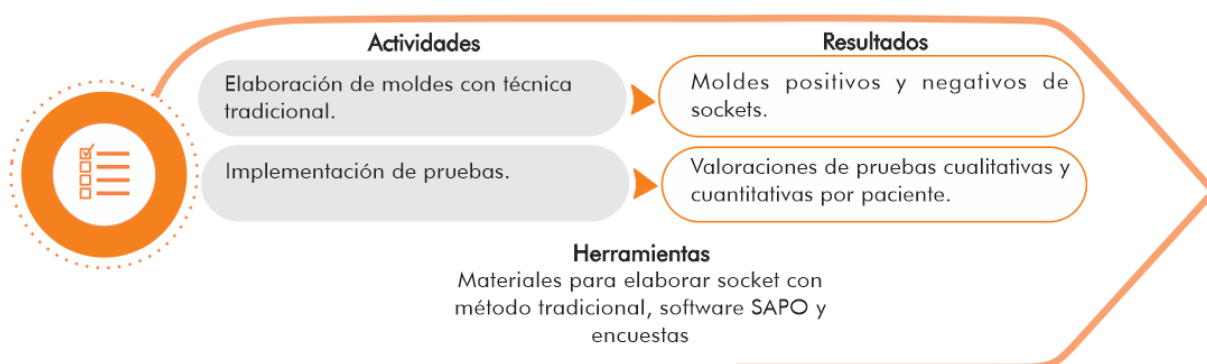 Actividades
Resultados
Elaboración de moldes con técnica
tradicional.
Moldes positivos y negativos de
sockets.
Implementación de pruebas.
Valoraciones de pruebas cualitativas y
cuantitativas por paciente.
Herramientas
Materiales para elaborar socket con
método tradicional, software SAPO y
encuestas